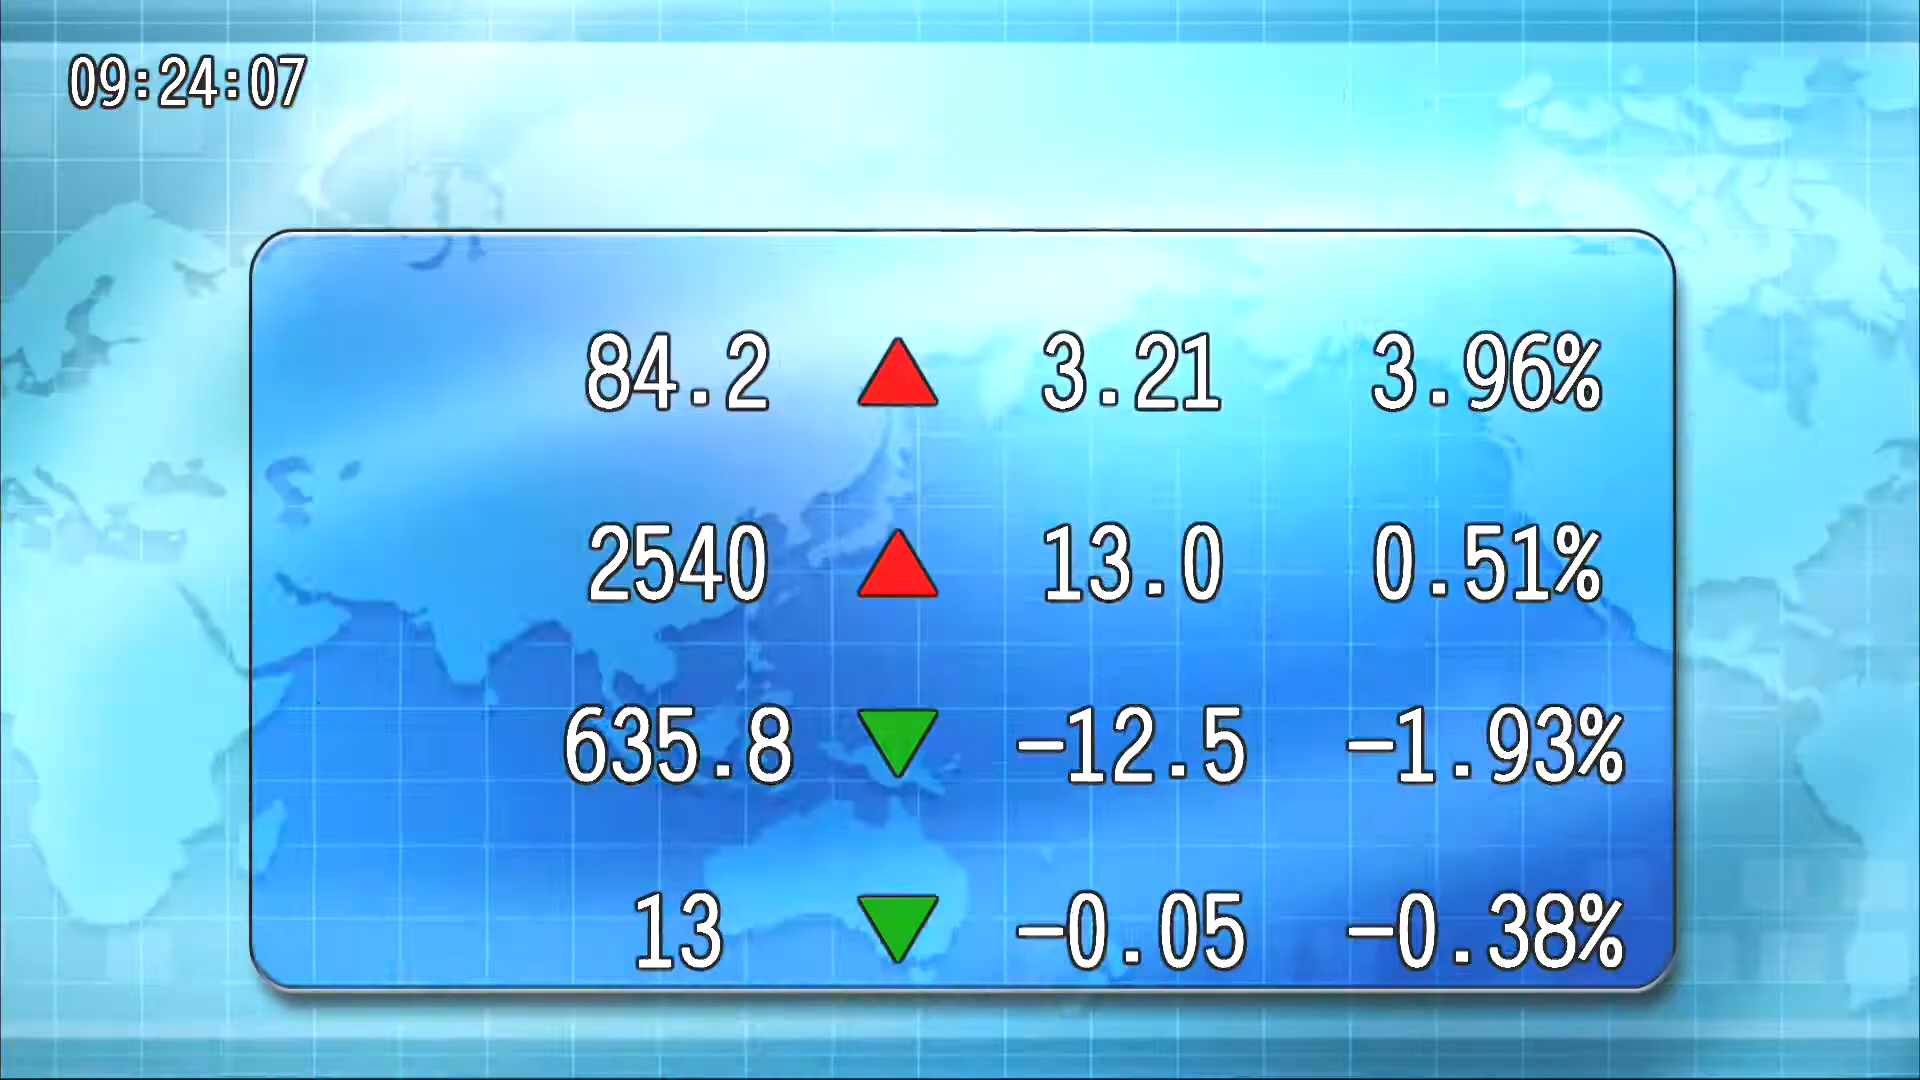 09:24:07
84.2 ▲ 3.21 3.96%
2540 ▲ 13.0 0.51%
635.8 ▼ -12.5 -1.93%
13 ▼ -0.05 -0.38%